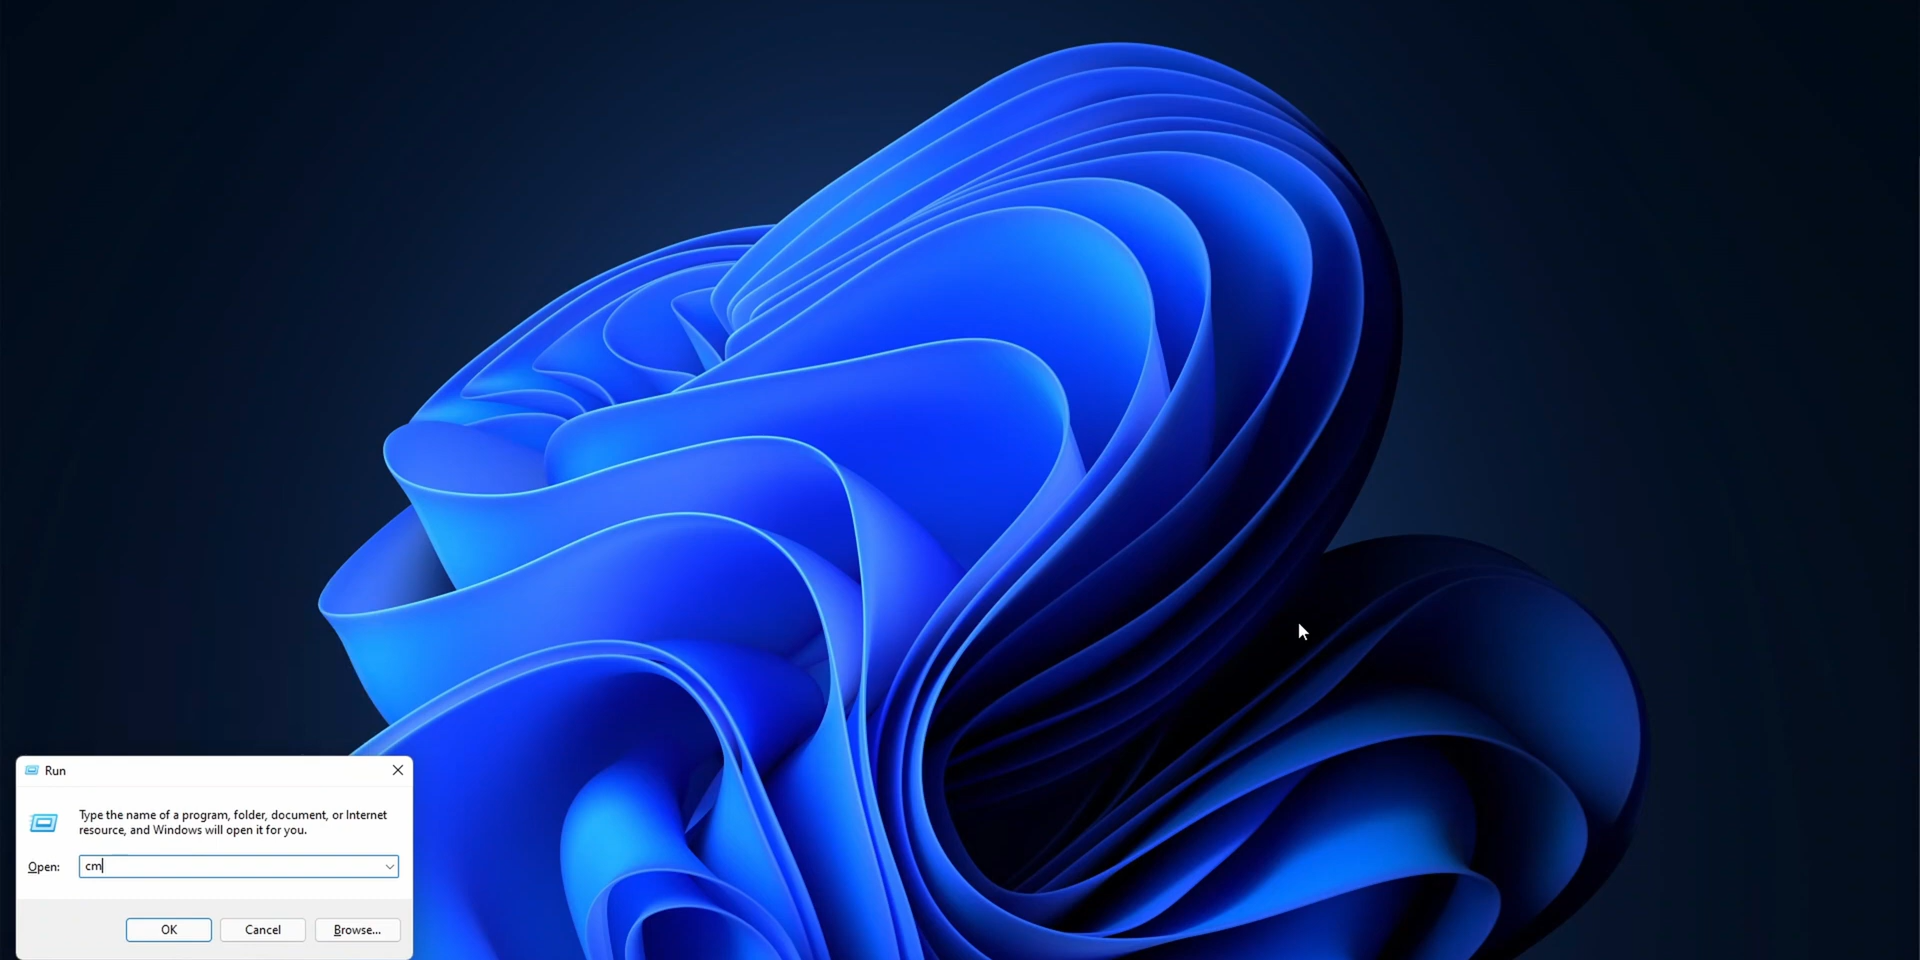 Run
Type the name of a program, folder, document, or Internet
resource, and Windows will open it for you.
Open: cm
OK Cancel Browse...